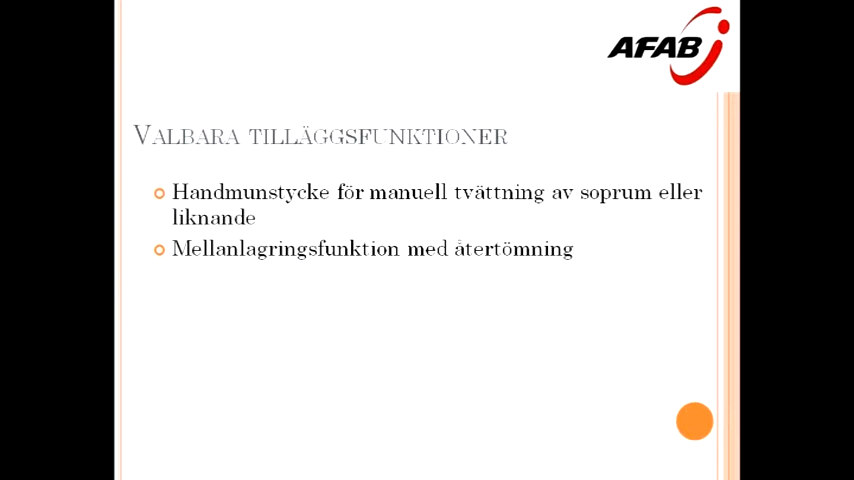 AFAB
Valbara tilläggsfunktioner
Handmunstycke för manuell tvättning av soprum eller
liknande
Mellanlagringsfunktion med återtömning